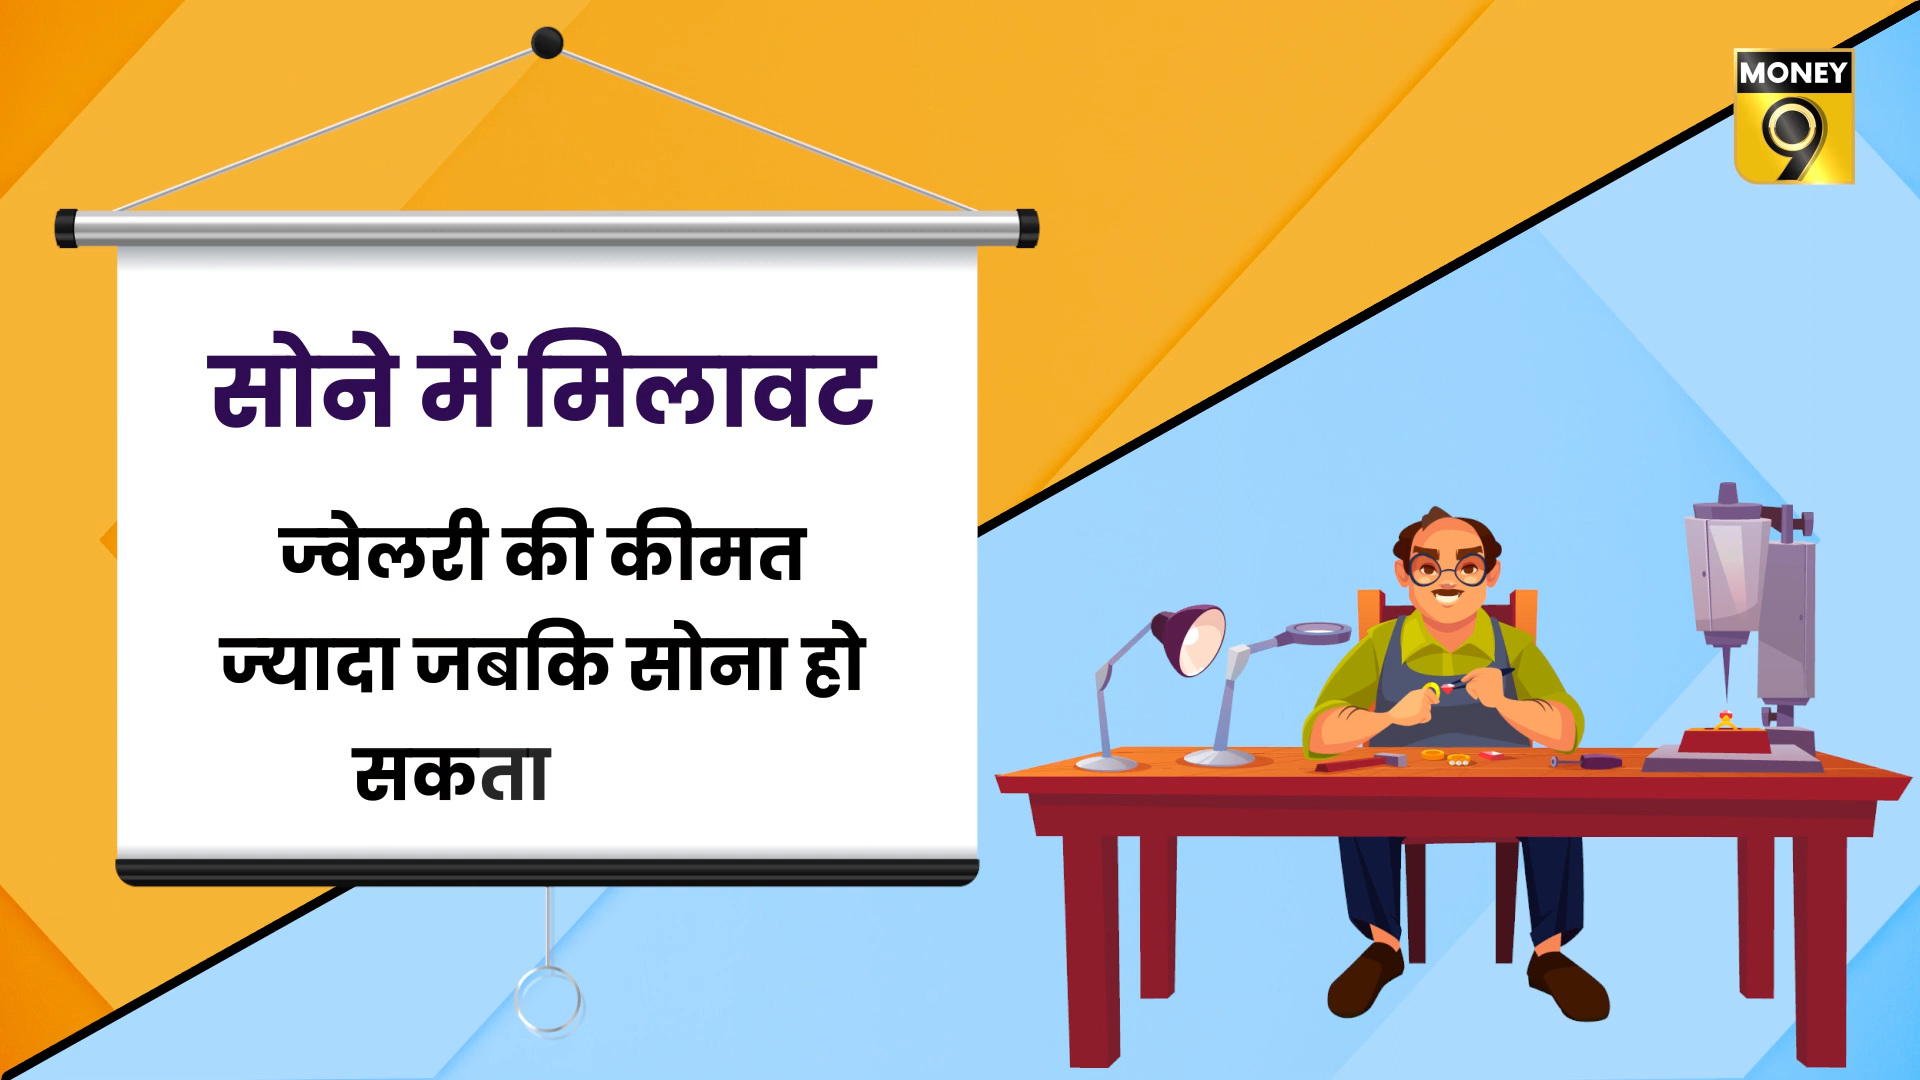 MONEY
9
सोने में मिलावट
ज्वेलरी की कीमत
ज्यादा जबकि सोना हो
सकता